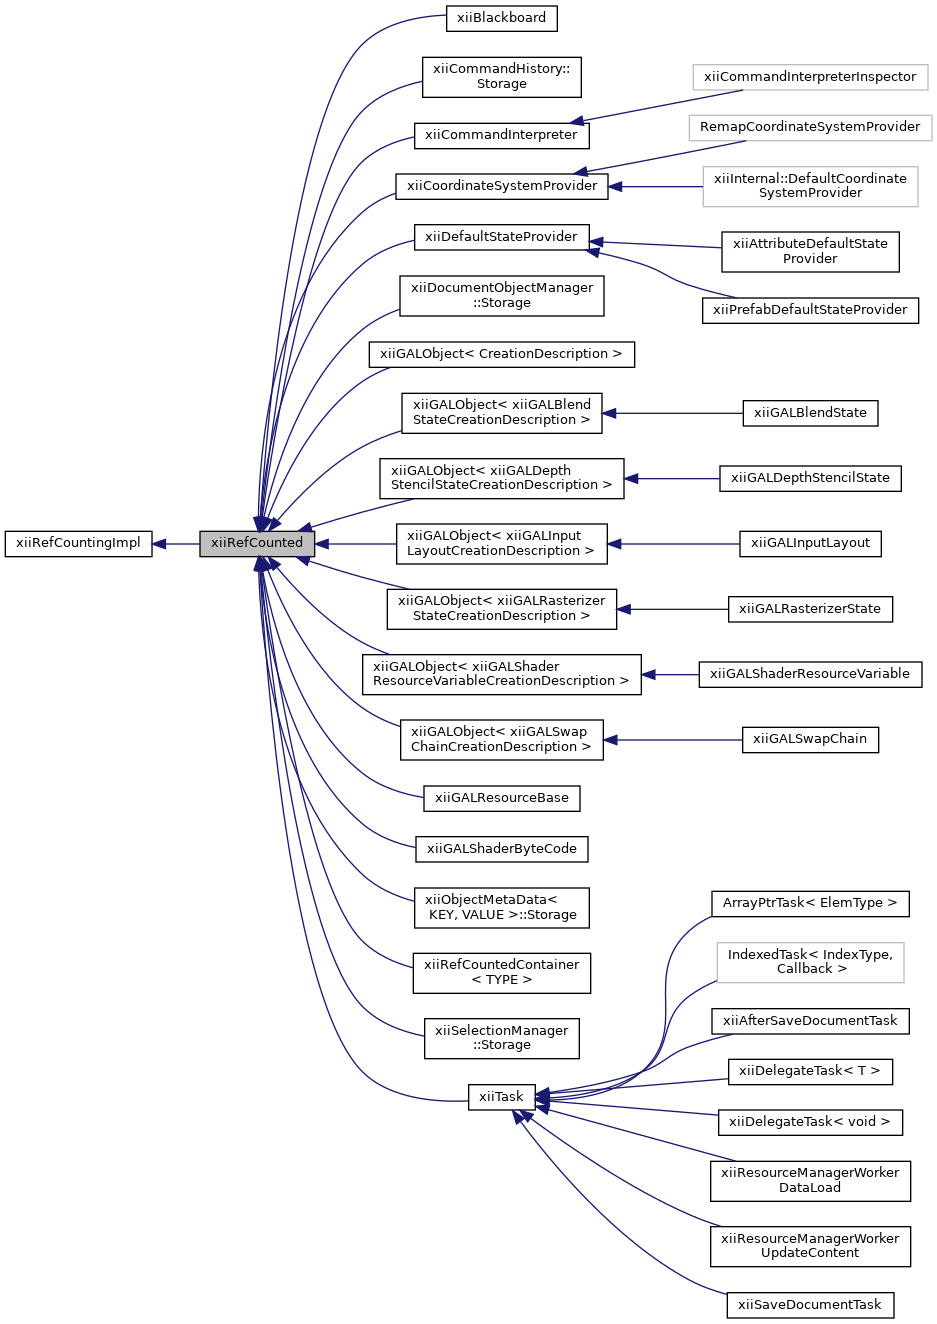 xiiBlackboard
xiiCommandHistory::
Storage
xiiCommandInterpreter
xiiCommandInterpreterInspector
RemapCoordinateSystemProvider
xiiCoordinateSystemProvider
xiiInternal::DefaultCoordinate
SystemProvider
xiiDefaultStateProvider
xiiAttributeDefaultState
Provider
xiiDocumentObjectManager
::Storage
xiiPrefabDefaultStateProvider
xiiGALObject< CreationDescription >
xiiGALObject< xiiGALBlend
StateCreationDescription >
xiiGALBlendState
xiiGALObject< xiiGALDepth
StencilStateCreationDescription >
xiiGALDepthStencilState
xiiRefCountingImpl
xiiRefCounted
xiiGALObject< xiiGALInput
LayoutCreationDescription >
xiiGALInputLayout
xiiGALObject< xiiGALRasterizer
StateCreationDescription >
xiiGALRasterizerState
xiiGALObject< xiiGALShader
ResourceVariableCreationDescription >
xiiGALShaderResourceVariable
xiiGALObject< xiiGALSwap
ChainCreationDescription >
xiiGALSwapChain
xiiGALResourceBase
xiiGALShaderByteCode
xiiObjectMetaData<
KEY, VALUE >::Storage
ArrayPtrTask< ElemType >
xiiRefCountedContainer
< TYPE >
IndexedTask< IndexType,
Callback >
xiiSelectionManager
::Storage
xiiAfterSaveDocumentTask
xiiTask
xiiDelegateTask< T >
xiiDelegateTask< void >
xiiResourceManagerWorker
DataLoad
xiiResourceManagerWorker
UpdateContent
xiiSaveDocumentTask